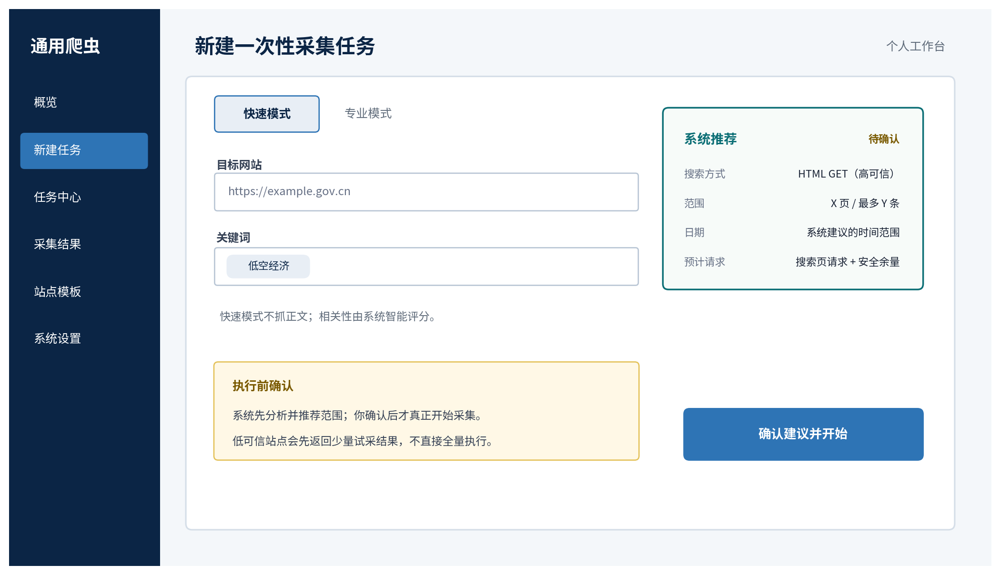 通用爬虫
概览
新建任务
任务中心
采集结果
站点模板
系统设置
新建一次性采集任务
个人工作台
快速模式
专业模式
目标网站
https://example.gov.cn
关键词
低空经济
快速模式不抓正文；相关性由系统智能评分。
系统推荐 待确认
搜索方式 HTML GET（高可信）
范围 X 页 / 最多 Y 条
日期 系统建议的时间范围
预计请求 搜索页请求 + 安全余量
执行前确认
系统先分析并推荐范围；你确认后才真正开始采集。
低可信站点会先返回少量试采结果，不直接全量执行。
确认建议并开始